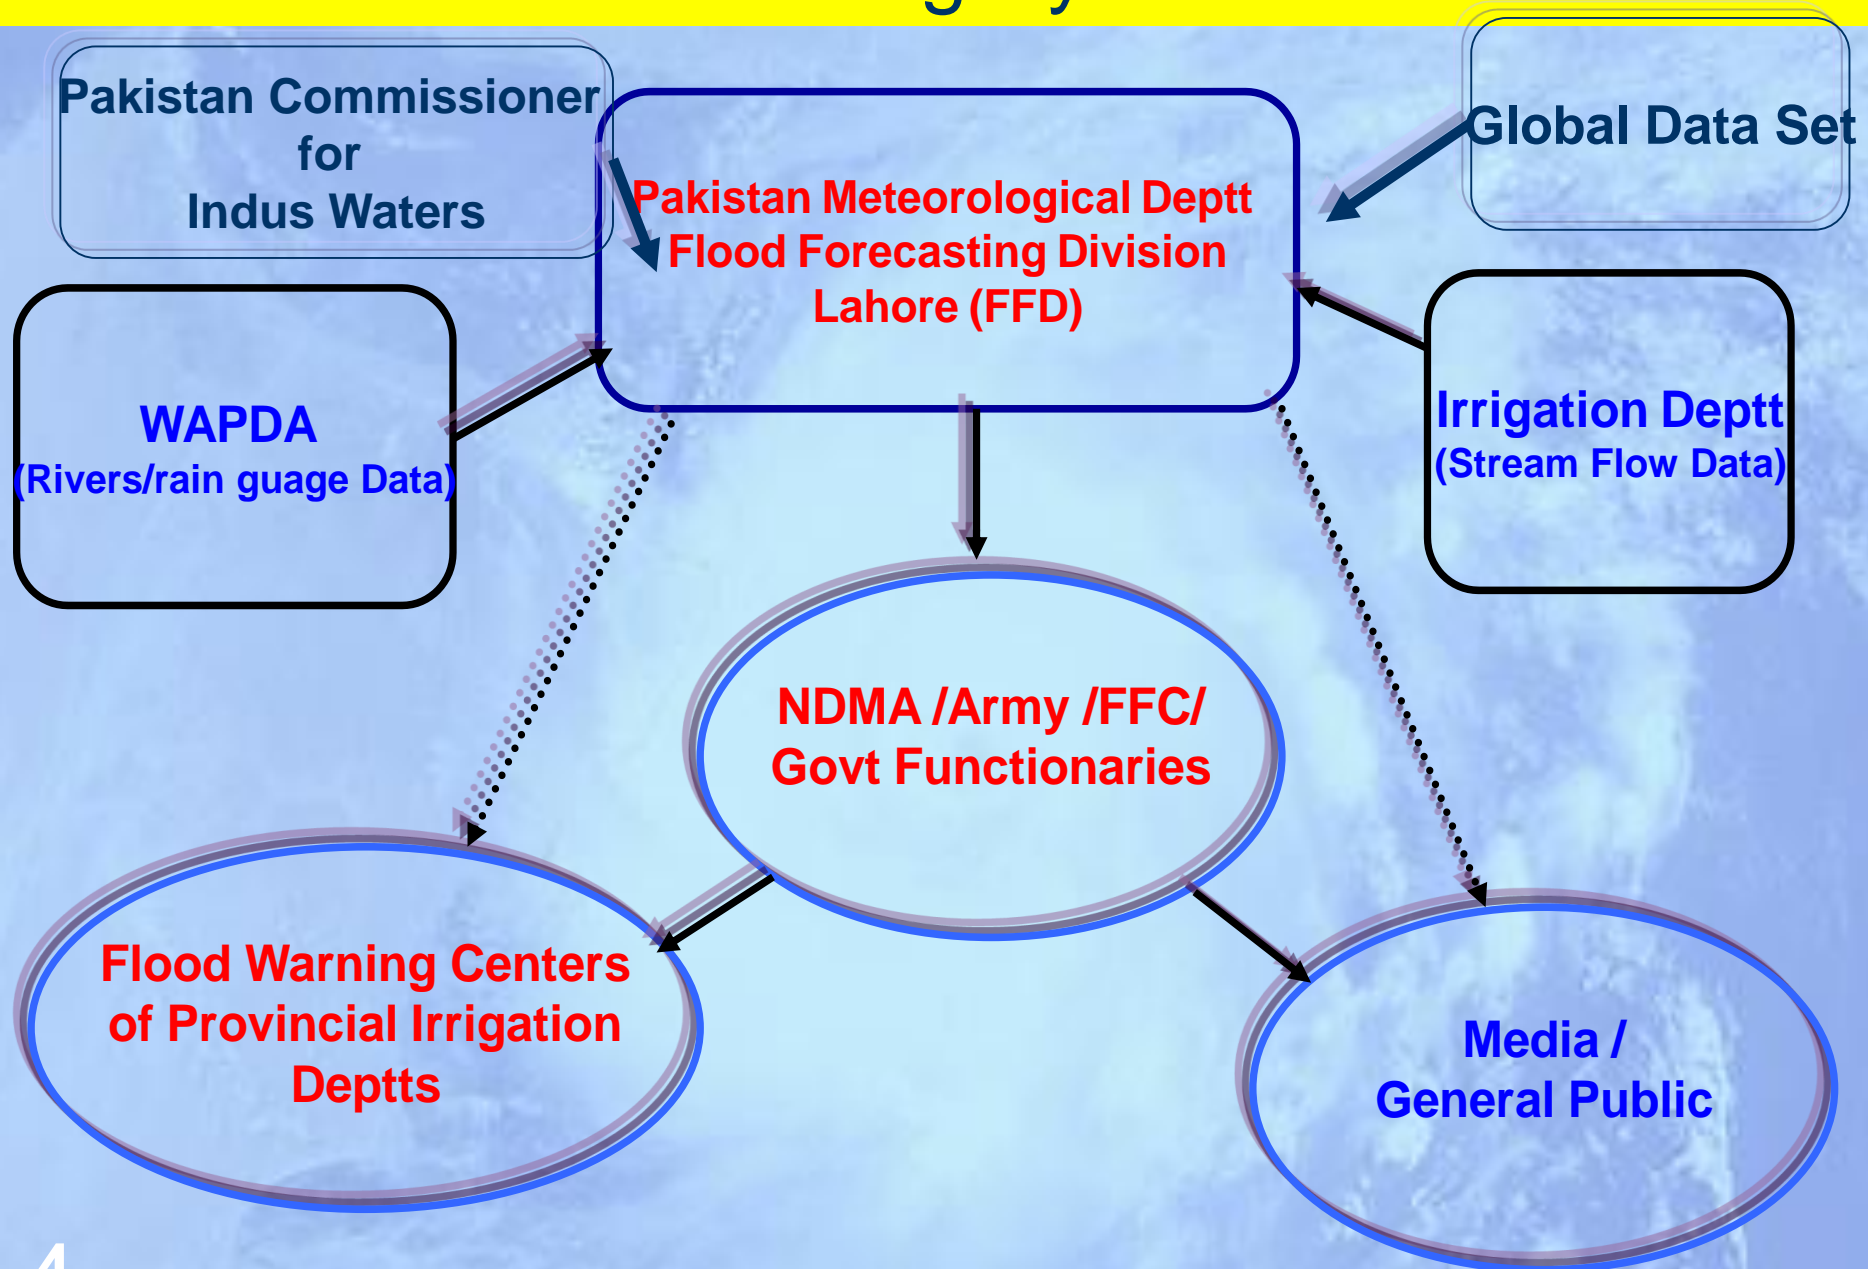 Pakistan Commissioner
for
Indus Waters
Global Data Set
Pakistan Meteorological Deptt
Flood Forecasting Division
Lahore (FFD)
WAPDA
(Rivers/rain guage Data)
Irrigation Deptt
(Stream Flow Data)
NDMA /Army /FFC/
Govt Functionaries
Flood Warning Centers
of Provincial Irrigation
Deptts
Media /
General Public
4